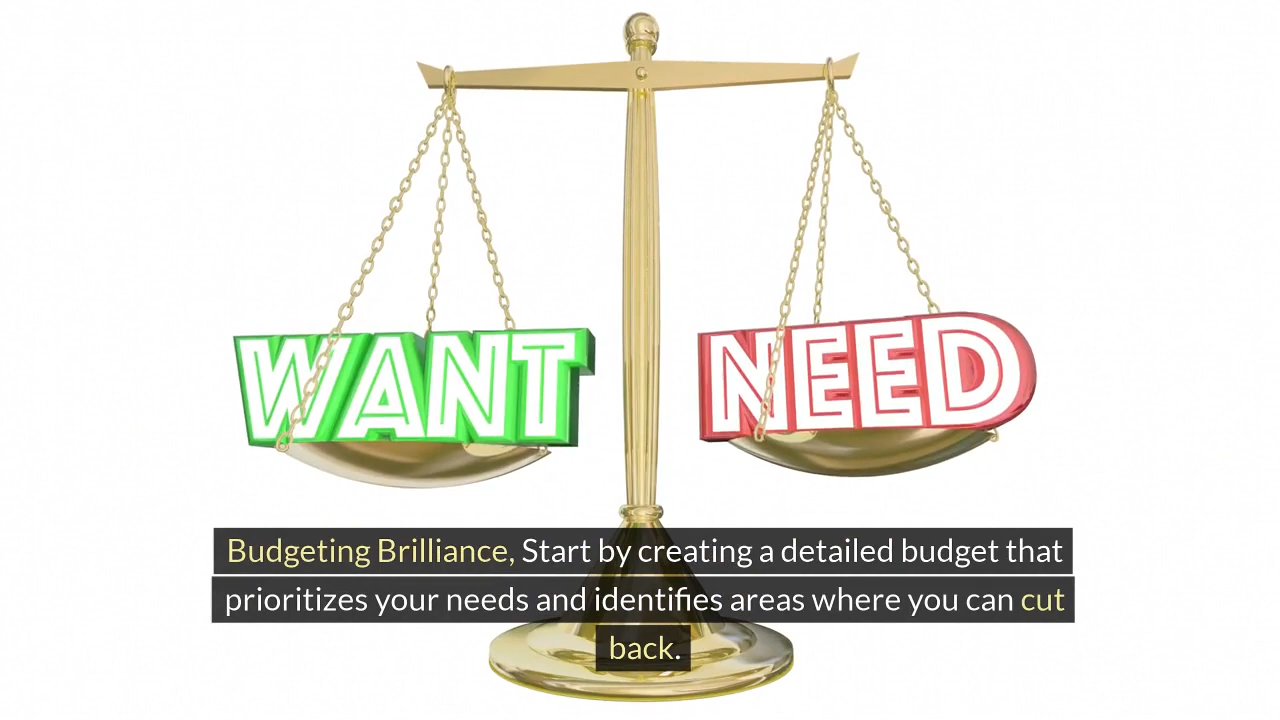 WANT
NEED
Budgeting Brilliance, Start by creating a detailed budget that
prioritizes your needs and identifies areas where you can cut
back.